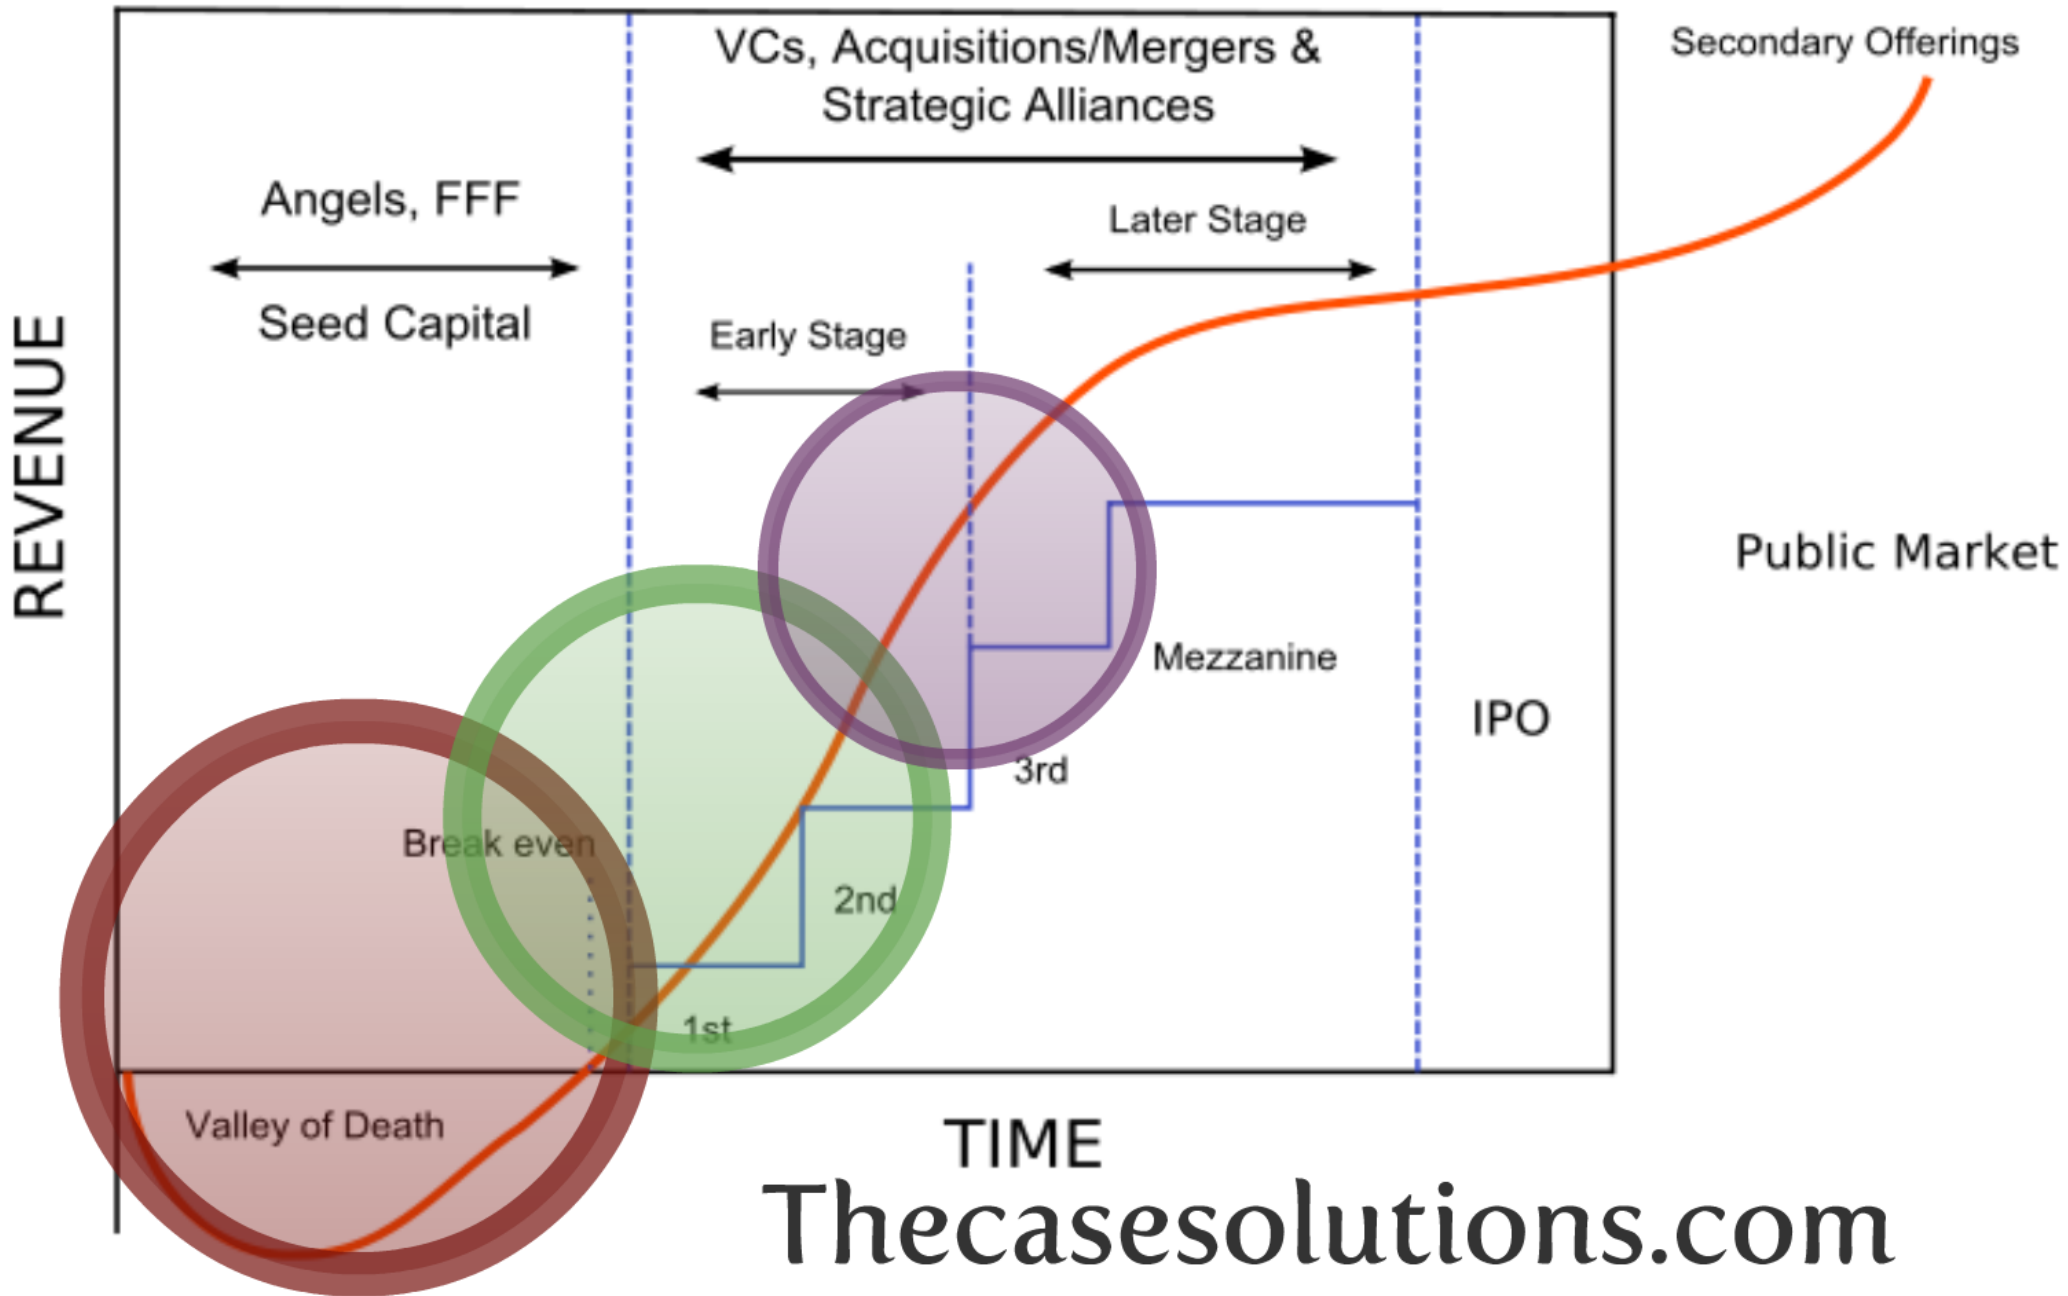 VCs, Acquisitions/Mergers &
Strategic Alliances
Secondary Offerings
Angels, FFF
Seed Capital
Later Stage
Early Stage
REVENUE
Public Market
Mezzanine
IPO
3rd
Break even
2nd
1st
Valley of Death
TIME
Thecasesolutions.com